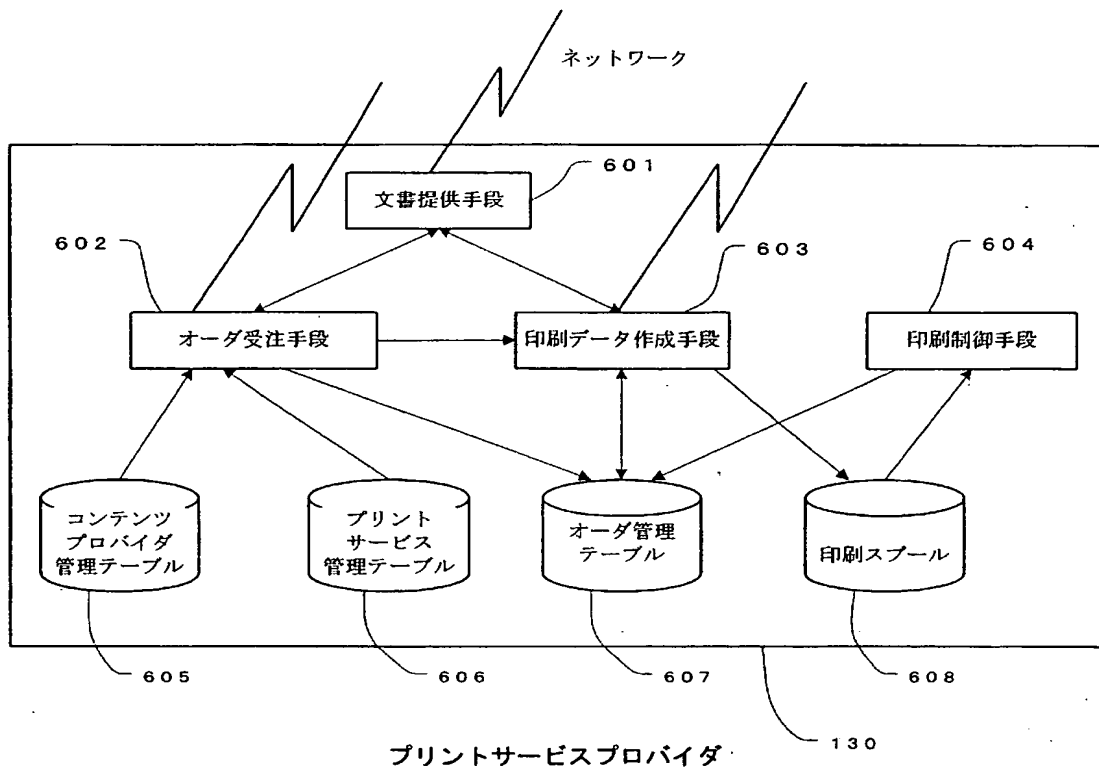 ネットワーク
601
文書提供手段
602
603
604
オーダ受注手段
印刷データ作成手段
印刷制御手段
コンテンツ
プロバイダ
管理テーブル
プリント
サービス
管理テーブル
オーダ管理
テーブル
印刷スプール
605
606
607
608
130
プリントサービスプロバイダ